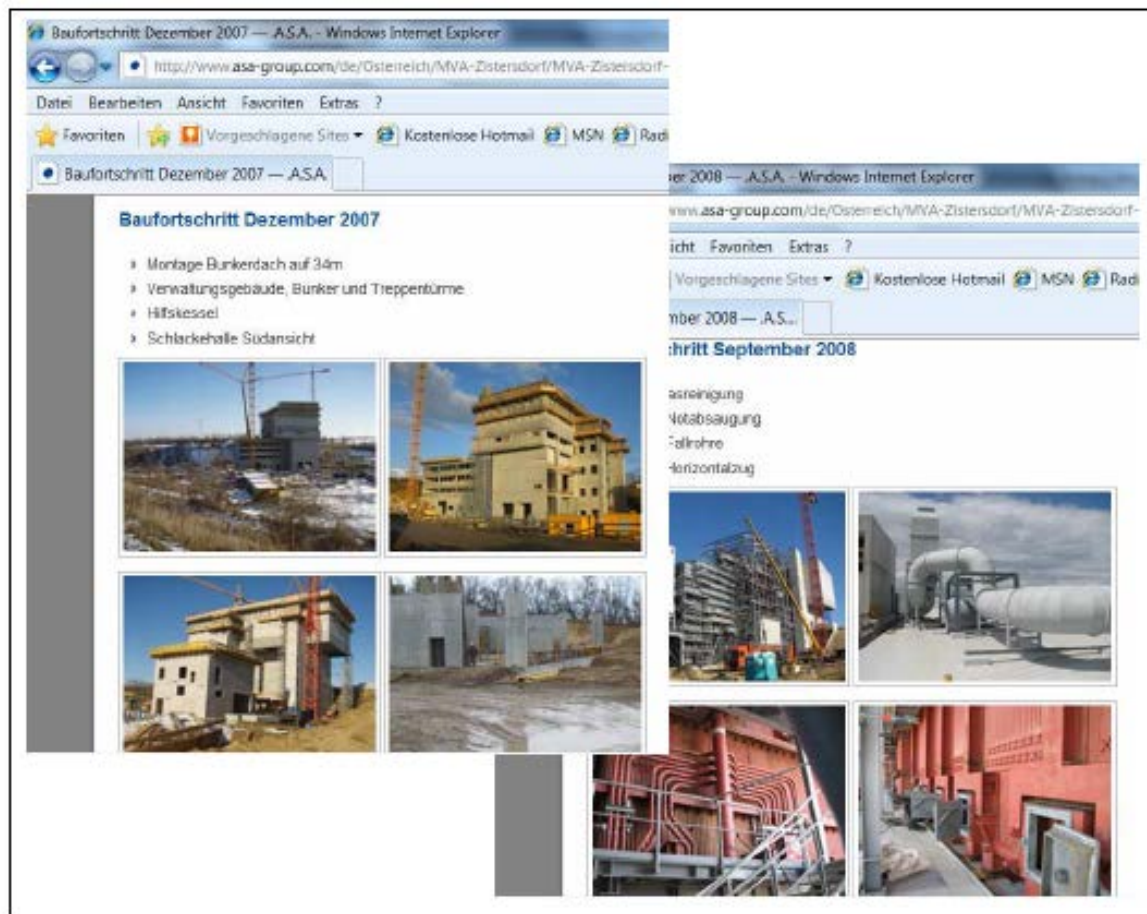 Baufortschritt Dezember 2007 — .A.S.A. - Windows Internet Explorer
http://www.asa-group.com/de/Österreich/MVA-Zistersdorf/MVA-Zistersdorf-
Datei Bearbeiten Ansicht Favoriten Extras ?
Favoriten Vorgeschlagene Sites Kostenlose Hotmail MSN Radi
Baufortschritt Dezember 2007 — .A.S.A.
Baufortschritt Dezember 2007
Montage Bunkerdach auf 34m
Verwaltungsgebäude, Bunker und Treppentürme
Hilfskessel
Schlackehalle Südansicht
er 2008 — .A.S.A. - Windows Internet Explorer
www.asa-group.com/de/Österreich/MVA-Zistersdorf/MVA-Zistersdorf-
icht Favoriten Extras ?
Vorgeschlagene Sites Kostenlose Hotmail MSN Radi
mber 2008 — .A.S...
chritt September 2008
asreinigung
Notabsaugung
Fallrohre
Horizontalzug